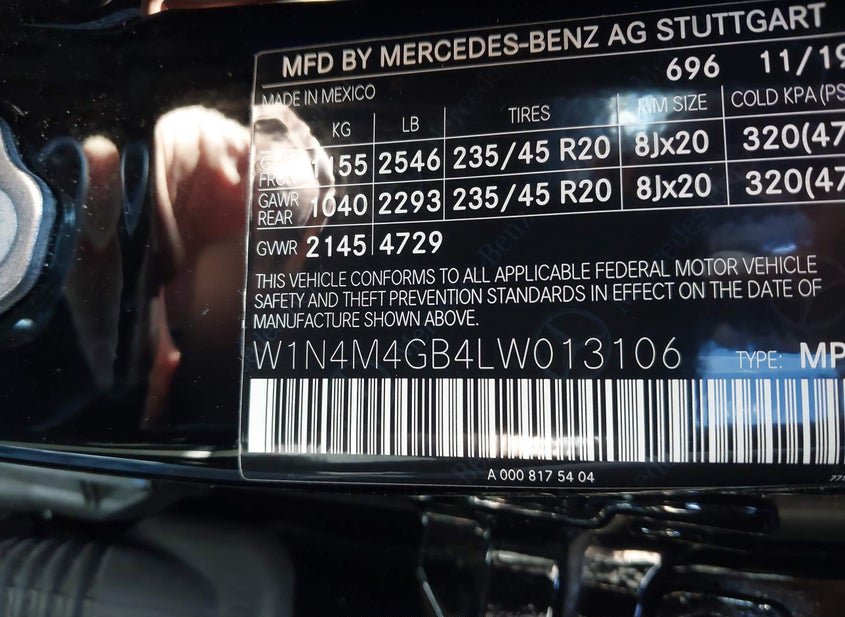 MFD BY MERCEDES-BENZ AG STUTTGART
696 11/19
MADE IN MEXICO
KG LB TIRES RIM SIZE COLD KPA (PS
GAWR FRONT 1155 2546 235/45 R20 8Jx20 320(47
GAWR REAR 1040 2293 235/45 R20 8Jx20 320(47
GVWR 2145 4729
THIS VEHICLE CONFORMS TO ALL APPLICABLE FEDERAL MOTOR VEHICLE
SAFETY AND THEFT PREVENTION STANDARDS IN EFFECT ON THE DATE OF
MANUFACTURE SHOWN ABOVE.
W1N4M4GB4LW013106 TYPE: MP
A 000 817 54 04